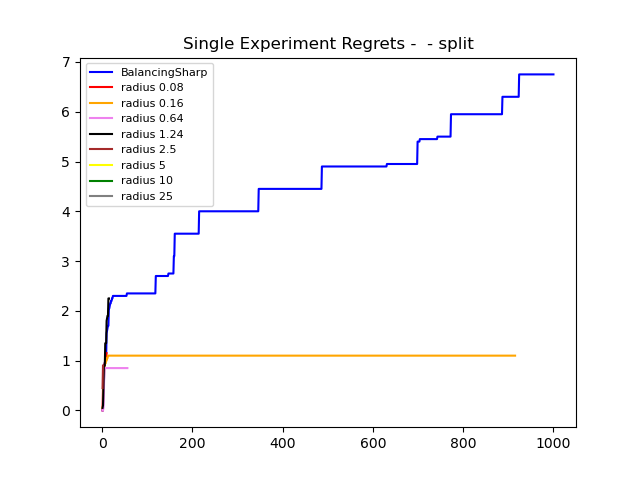 Single Experiment Regrets -  - split
7
6
5
4
3
2
1
0
BalancingSharp
radius 0.08
radius 0.16
radius 0.64
radius 1.24
radius 2.5
radius 5
radius 10
radius 25
0 200 400 600 800 1000